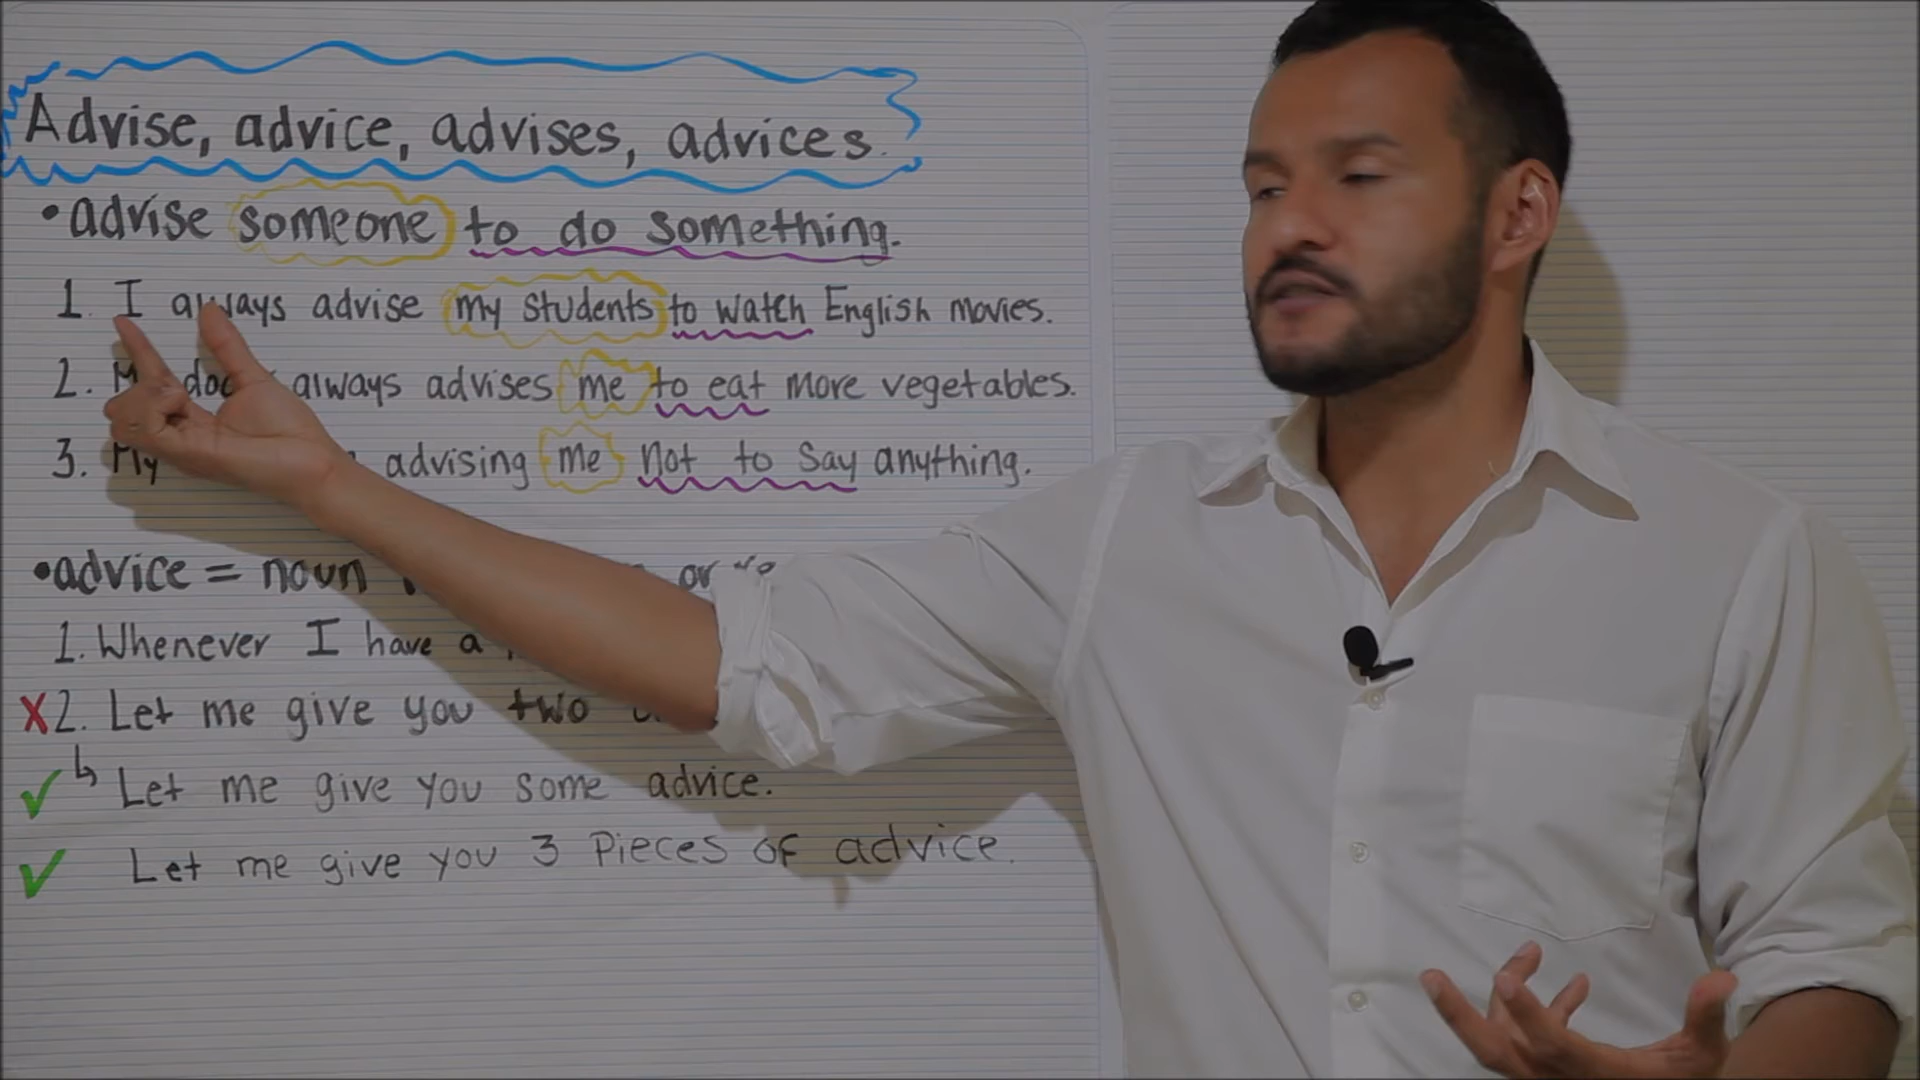 Advise, advice, advises, advices.
•advise someone to do something.
1. I always advise my students to watch English movies.
2. always advises me to eat more vegetables.
3. My advising me not to say anything.
•advice = noun or
1. Whenever I have a
X2. Let me give you two
✓↳ Let me give you some advice.
✓ Let me give you 3 Pieces of advice.